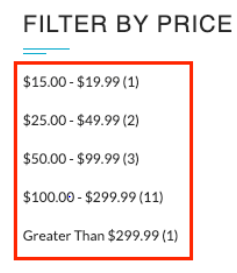 FILTER BY PRICE
$15.00 - $19.99 (1)
$25.00 - $49.99 (2)
$50.00 - $99.99 (3)
$100.00 - $299.99 (11)
Greater Than $299.99 (1)